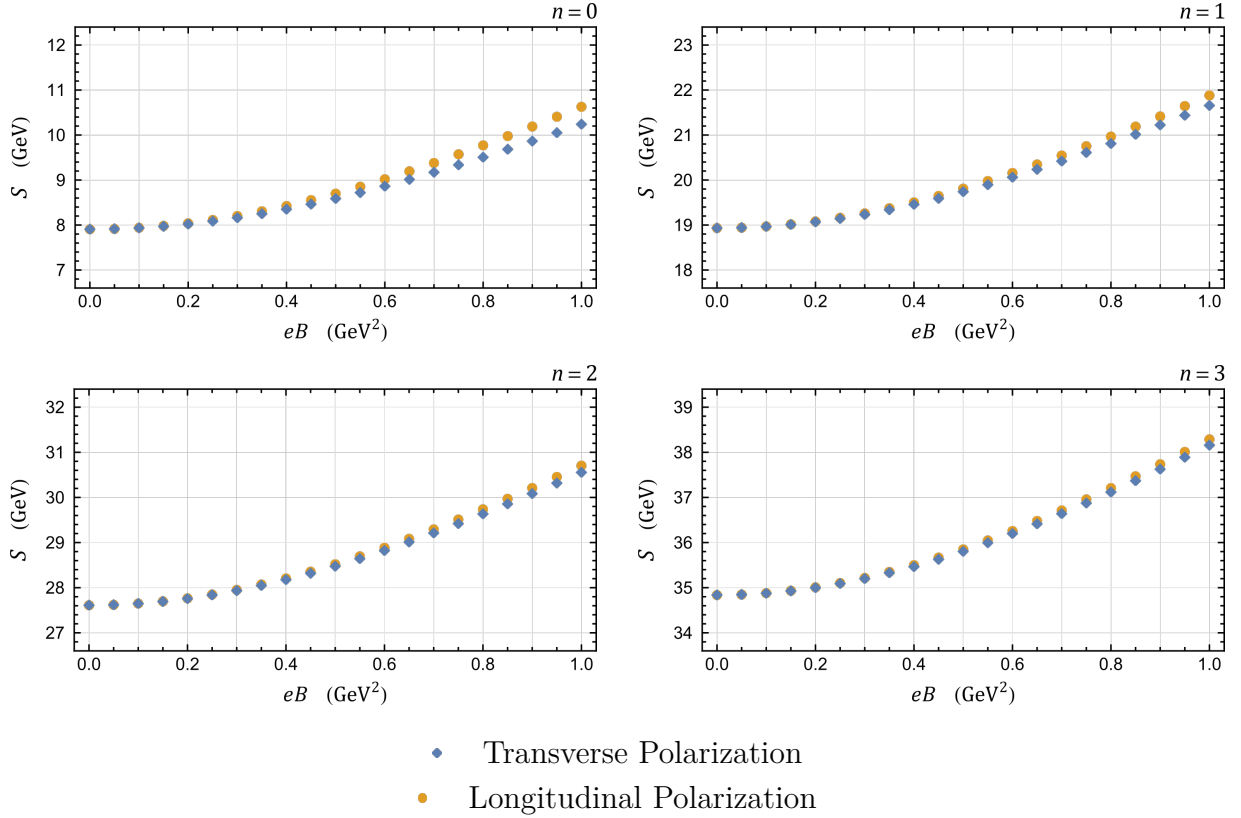 n = 0
12
11
10
9
8
7
S (GeV)
0.0 0.2 0.4 0.6 0.8 1.0
eB (GeV²)
n = 1
23
22
21
20
19
18
S (GeV)
0.0 0.2 0.4 0.6 0.8 1.0
eB (GeV²)
n = 2
32
31
30
29
28
27
S (GeV)
0.0 0.2 0.4 0.6 0.8 1.0
eB (GeV²)
n = 3
39
38
37
36
35
34
S (GeV)
0.0 0.2 0.4 0.6 0.8 1.0
eB (GeV²)
Transverse Polarization
Longitudinal Polarization